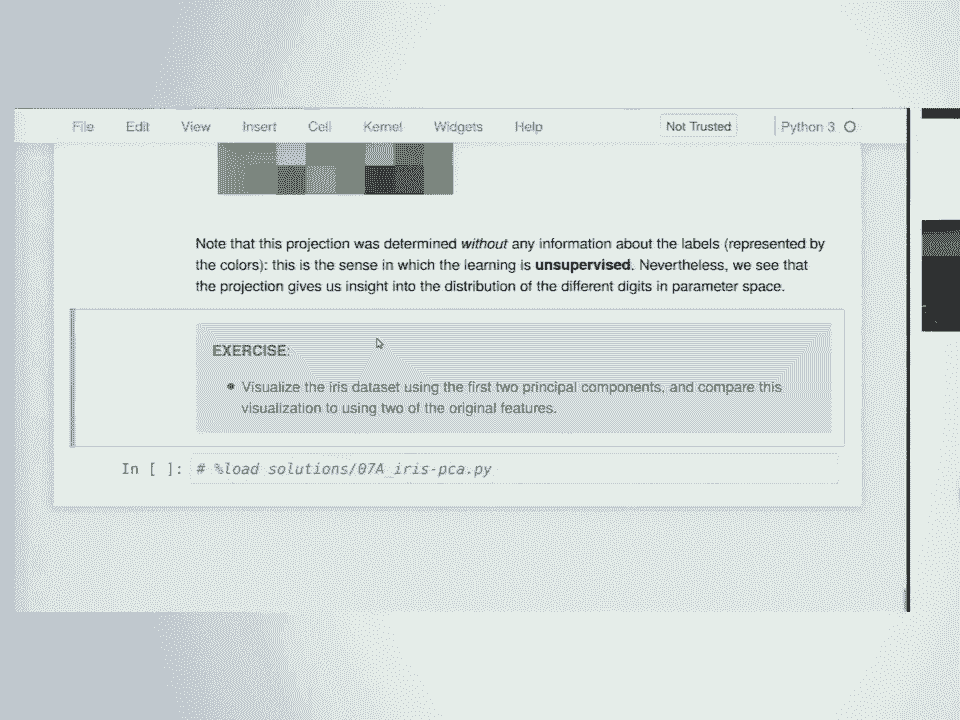 File Edit View Insert Cell Kernel Widgets Help Not Trusted Python 3
Note that this projection was determined without any information about the labels (represented by
the colors): this is the sense in which the learning is unsupervised. Nevertheless, we see that
the projection gives us insight into the distribution of the different digits in parameter space.
EXERCISE:
Visualize the iris dataset using the first two principal components, and compare this
visualization to using two of the original features.
In [ ]: # %load solutions/07A_iris-pca.py